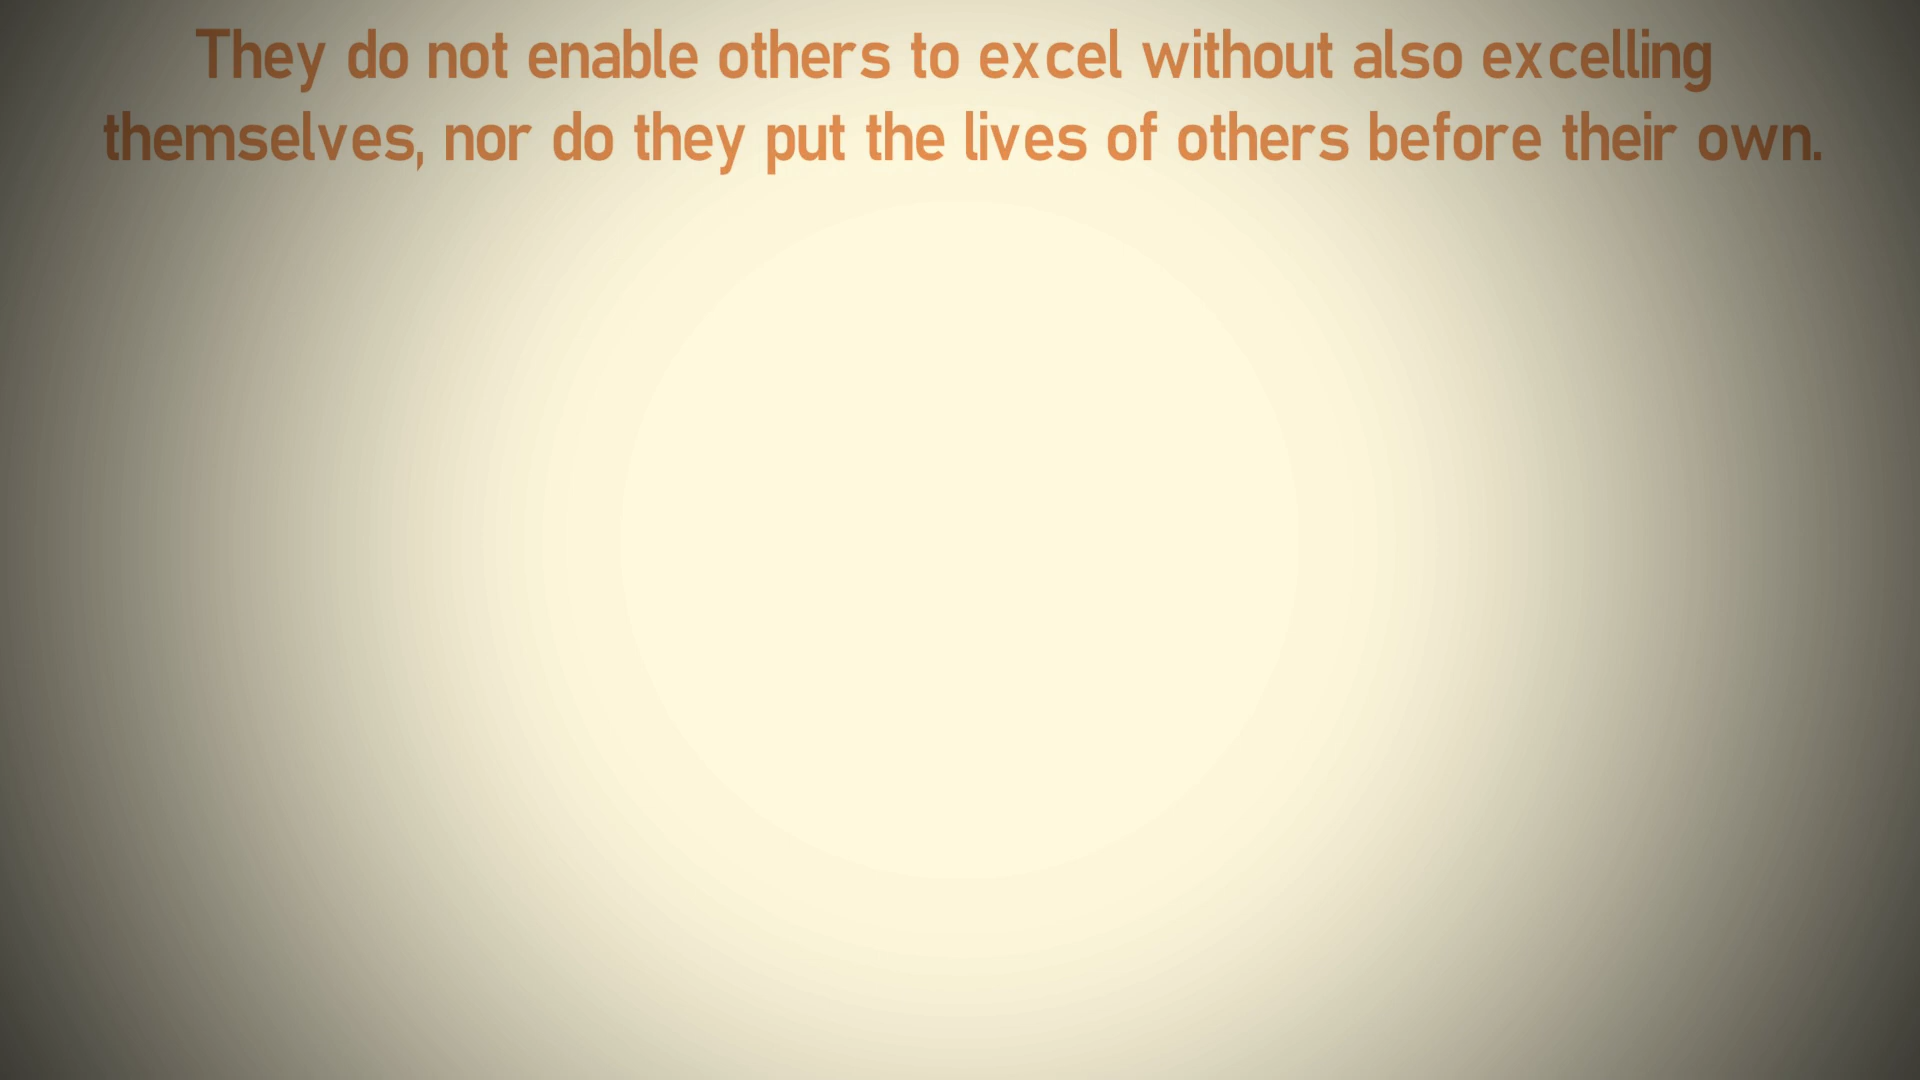 They do not enable others to excel without also excelling
themselves, nor do they put the lives of others before their own.